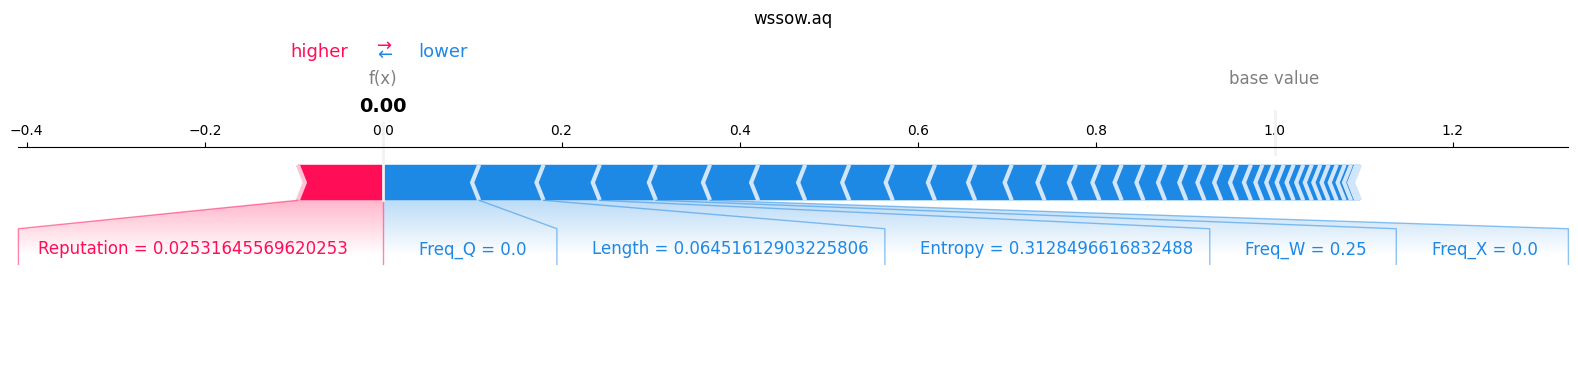 wssow.aq
higher → ← lower
f(x) base value
0.00
−0.4 −0.2 0.0 0.2 0.4 0.6 0.8 1.0 1.2
Reputation = 0.02531645569620253 Freq_Q = 0.0 Length = 0.06451612903225806 Entropy = 0.3128496616832488 Freq_W = 0.25 Freq_X = 0.0